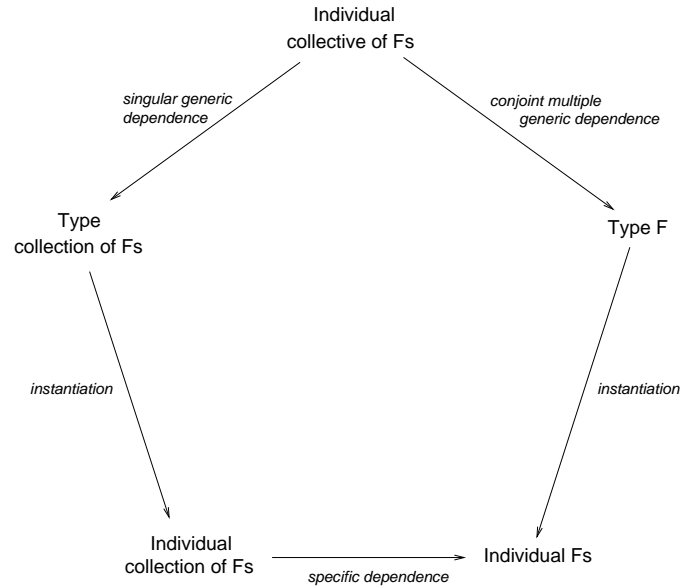 Individual
collective of Fs
singular generic
dependence
conjoint multiple
generic dependence
Type
collection of Fs
Type F
instantiation
instantiation
Individual
collection of Fs
specific dependence
Individual Fs